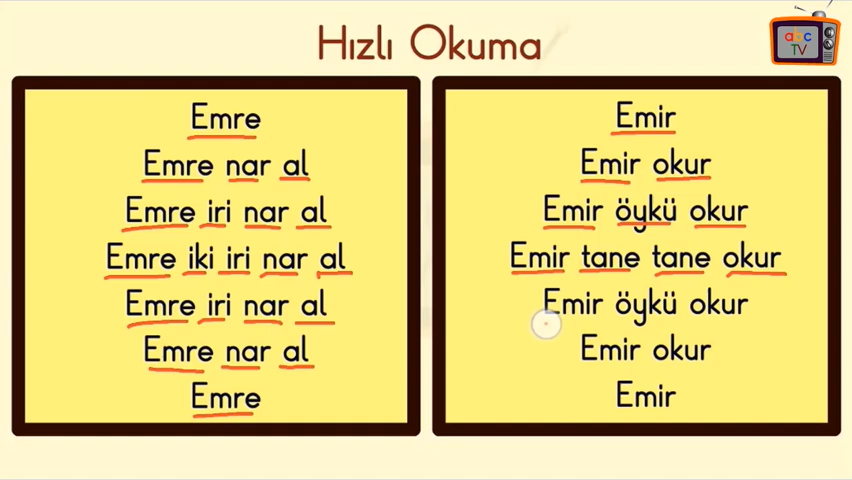 Hızlı Okuma
abc
TV
Emre
Emre nar al
Emre iri nar al
Emre iki iri nar al
Emre iri nar al
Emre nar al
Emre
Emir
Emir okur
Emir öykü okur
Emir tane tane okur
Emir öykü okur
Emir okur
Emir